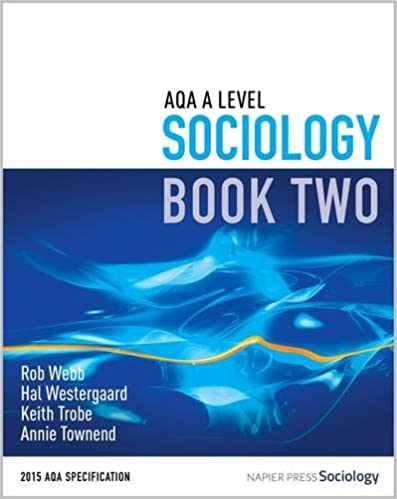 AQA A LEVEL
SOCIOLOGY
BOOK TWO
Rob Webb
Hal Westergaard
Keith Trobe
Annie Townend
2015 AQA SPECIFICATION
NAPIER PRESS Sociology